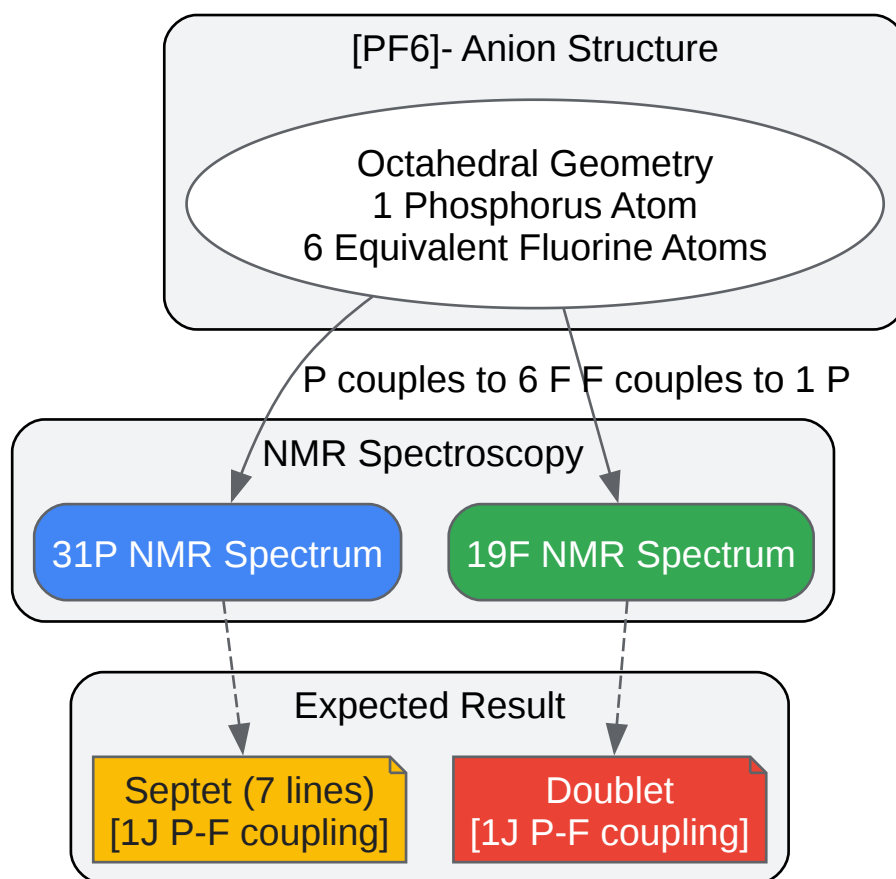 [PF6]- Anion Structure
Octahedral Geometry
1 Phosphorus Atom
6 Equivalent Fluorine Atoms
P couples to 6 F
F couples to 1 P
NMR Spectroscopy
31P NMR Spectrum
19F NMR Spectrum
Expected Result
Septet (7 lines)
[1J P-F coupling]
Doublet
[1J P-F coupling]